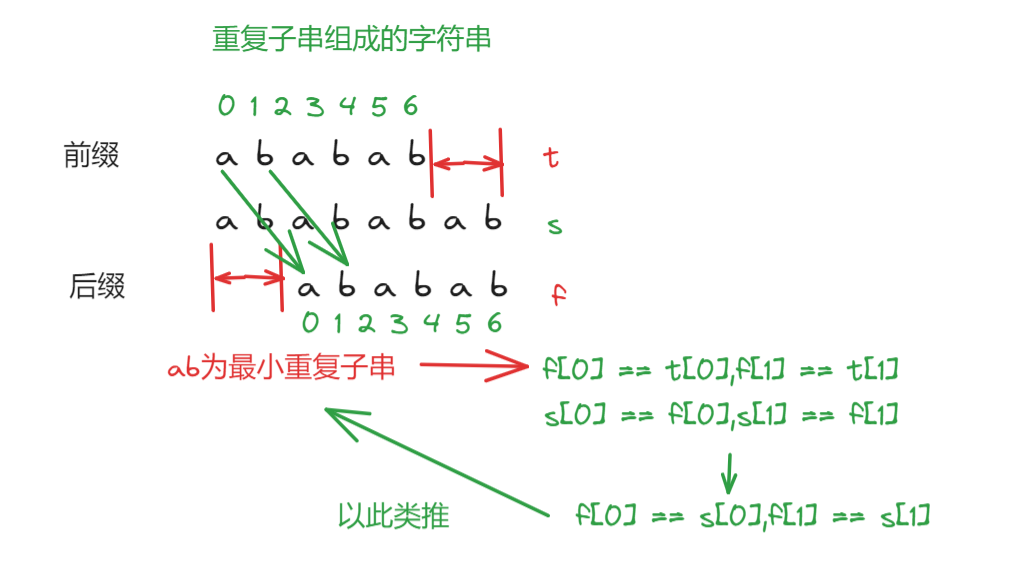 重复子串组成的字符串
0 1 2 3 4 5 6
前缀 a b a b a b t
a b a b a b a b s
后缀 a b a b a b f
0 1 2 3 4 5 6
ab为最小重复子串 f[0] == t[0],f[1] == t[1]
s[0] == f[0],s[1] == f[1]
以此类推 f[0] == s[0],f[1] == s[1]